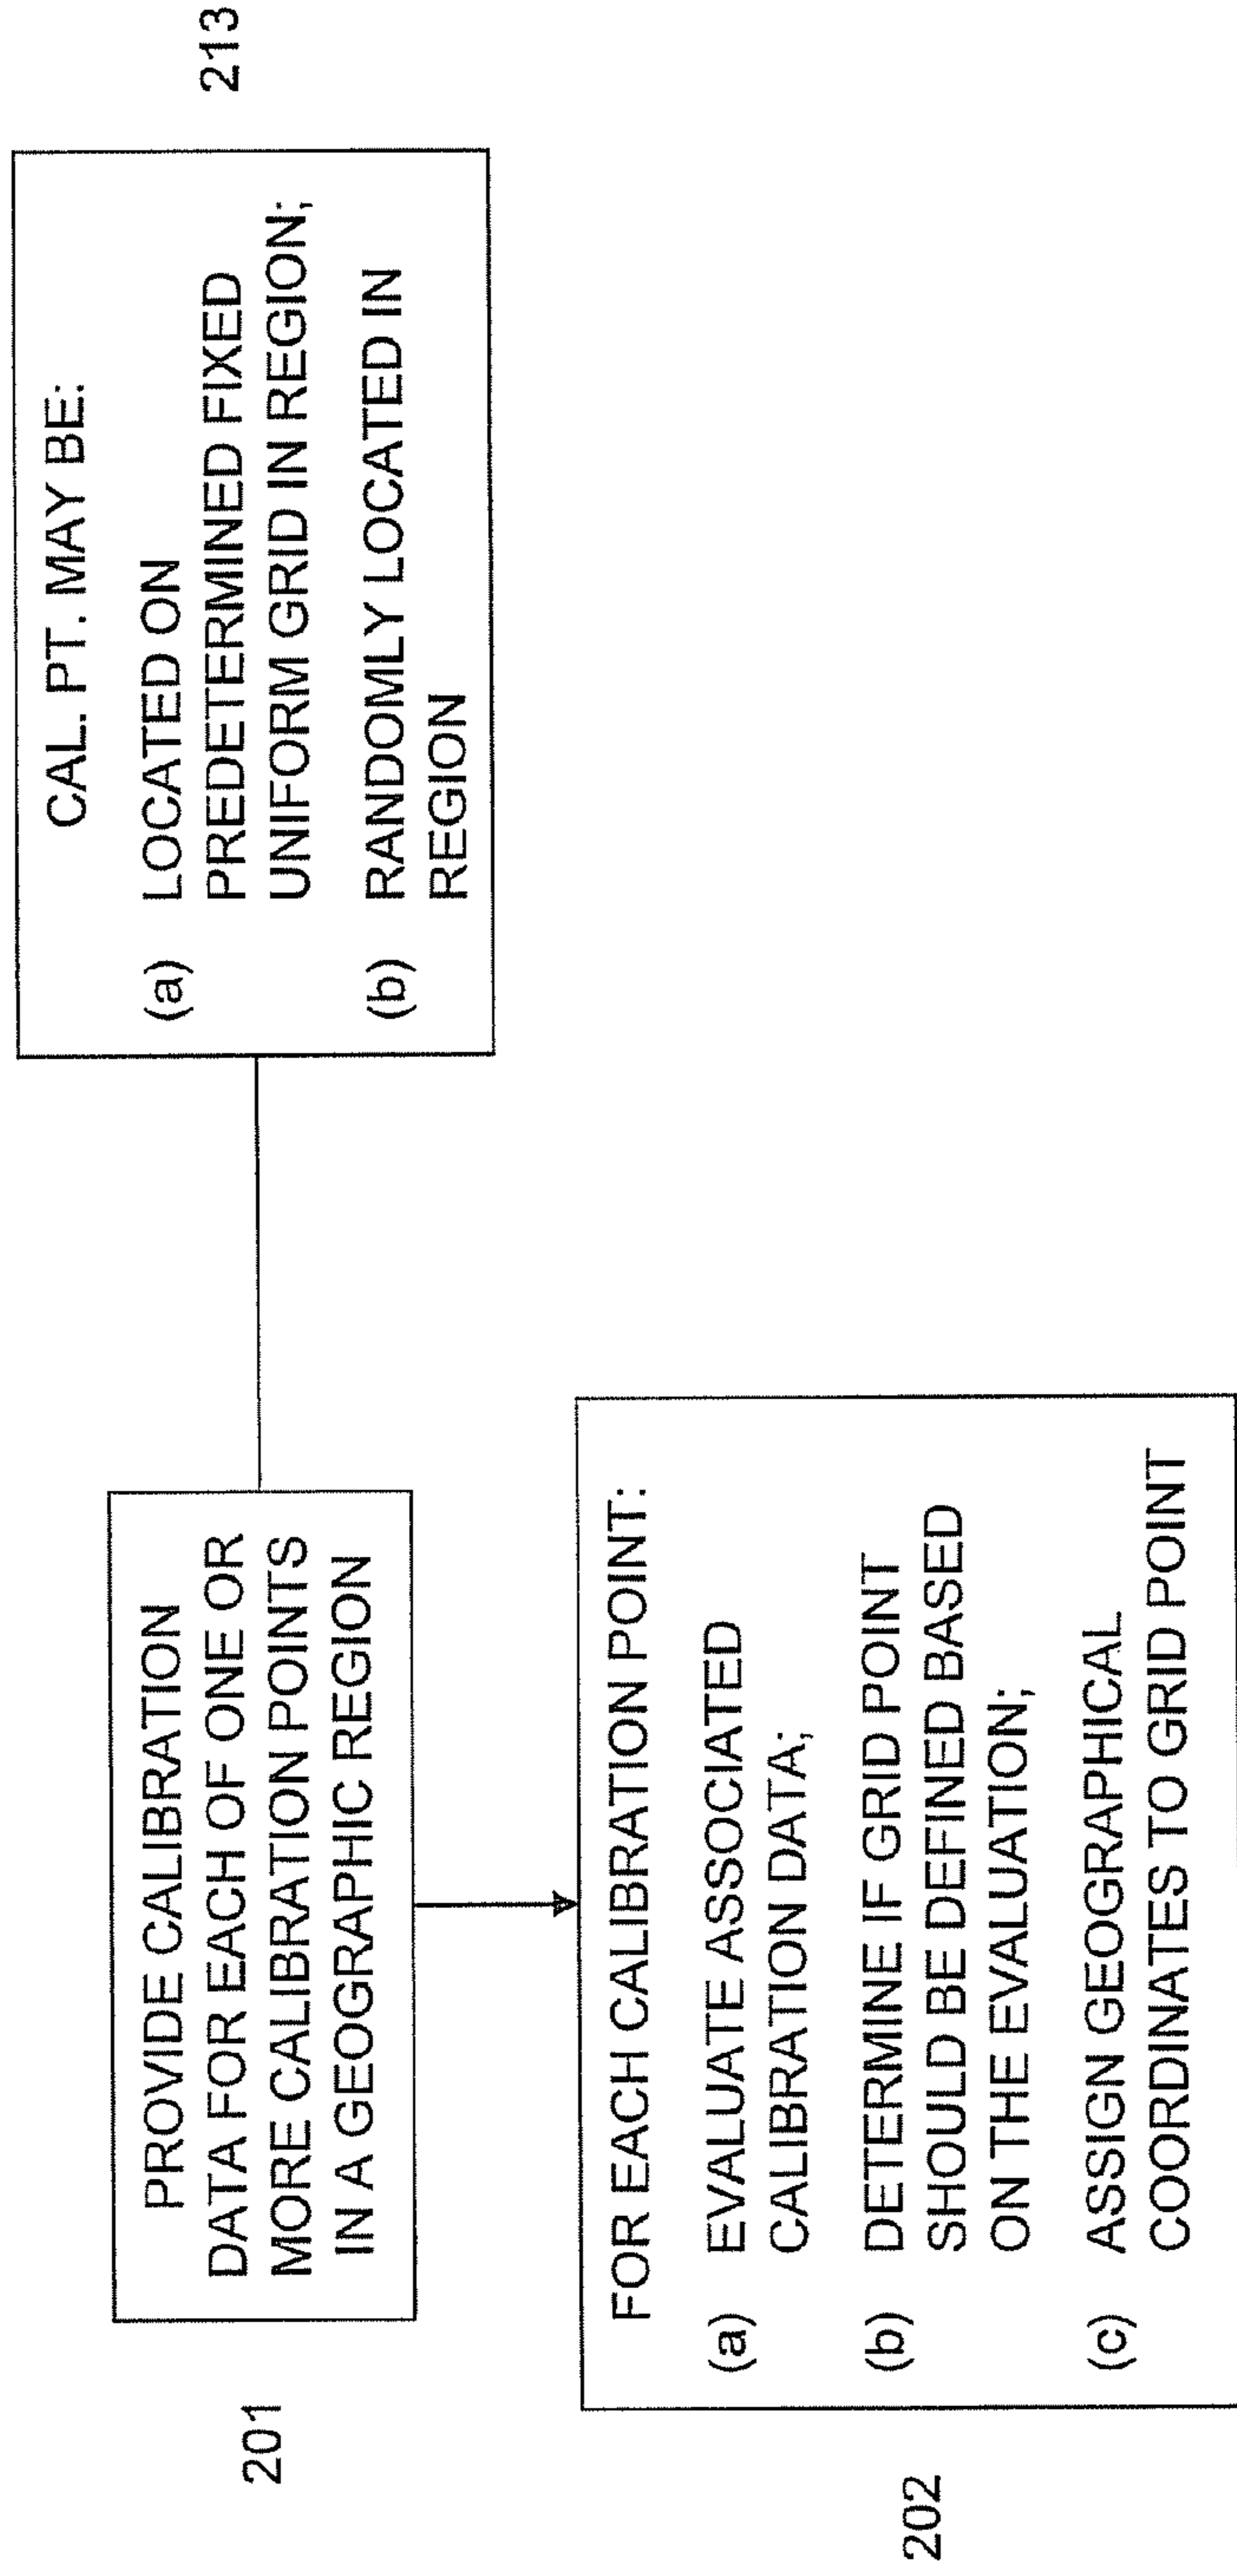 201
PROVIDE CALIBRATION
DATA FOR EACH OF ONE OR
MORE CALIBRATION POINTS
IN A GEOGRAPHIC REGION
CAL. PT. MAY BE:
(a) LOCATED ON
PREDETERMINED FIXED
UNIFORM GRID IN REGION;
(b) RANDOMLY LOCATED IN
REGION
213
202
FOR EACH CALIBRATION POINT:
(a) EVALUATE ASSOCIATED
CALIBRATION DATA;
(b) DETERMINE IF GRID POINT
SHOULD BE DEFINED BASED
ON THE EVALUATION;
(c) ASSIGN GEOGRAPHICAL
COORDINATES TO GRID POINT